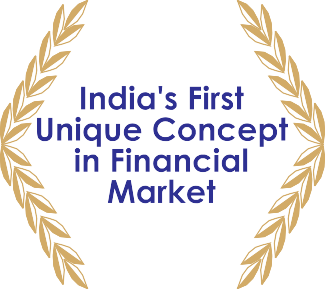 India's First
Unique Concept
in Financial
Market